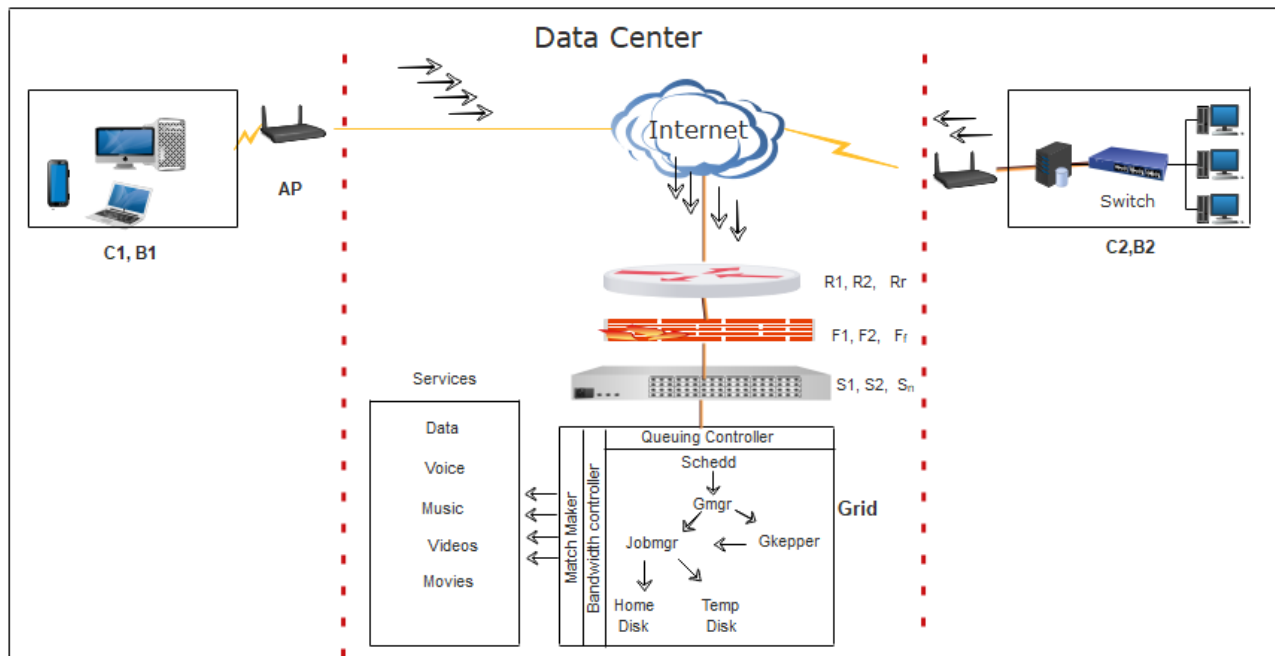 Data Center
Internet
AP
C1, B1
Switch
C2,B2
R1, R2, Rr
F1, F2, Ff
S1, S2, Sn
Services
Data
Voice
Music
Videos
Movies
Match Maker
Bandwidth controller
Queuing Controller
Schedd
Gmgr
Jobmgr
Gkepper
Home
Disk
Temp
Disk
Grid